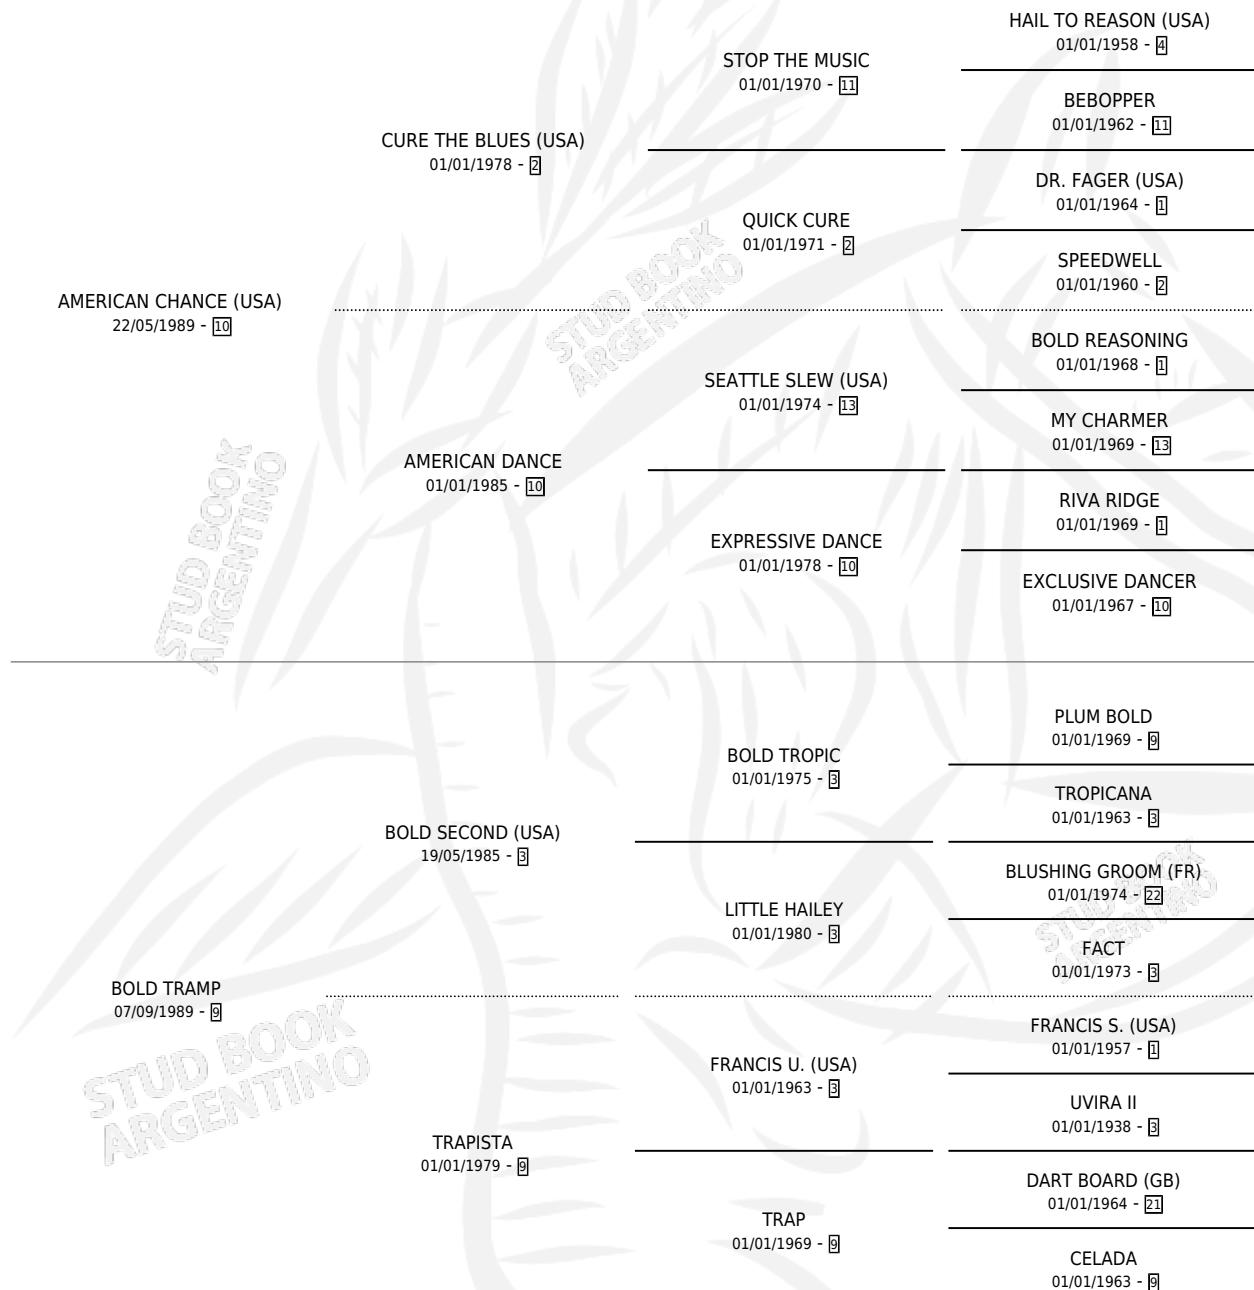 HAIL TO REASON (USA)
01/01/1958 - 4
STOP THE MUSIC
01/01/1970 - 11
BEBOPPER
01/01/1962 - 11
CURE THE BLUES (USA)
01/01/1978 - 2
DR. FAGER (USA)
01/01/1964 - 1
QUICK CURE
01/01/1971 - 2
SPEEDWELL
01/01/1960 - 2
AMERICAN CHANCE (USA)
22/05/1989 - 10
BOLD REASONING
01/01/1968 - 1
SEATTLE SLEW (USA)
01/01/1974 - 13
MY CHARMER
01/01/1969 - 13
AMERICAN DANCE
01/01/1985 - 10
RIVA RIDGE
01/01/1969 - 1
EXPRESSIVE DANCE
01/01/1978 - 10
EXCLUSIVE DANCER
01/01/1967 - 10
PLUM BOLD
01/01/1969 - 9
BOLD TROPIC
01/01/1975 - 3
TROPICANA
01/01/1963 - 3
BOLD SECOND (USA)
19/05/1985 - 3
BLUSHING GROOM (FR)
01/01/1974 - 22
LITTLE HAILEY
01/01/1980 - 3
FACT
01/01/1973 - 3
BOLD TRAMP
07/09/1989 - 9
FRANCIS S. (USA)
01/01/1957 - 1
FRANCIS U. (USA)
01/01/1963 - 3
UVIRA II
01/01/1938 - 3
TRAPISTA
01/01/1979 - 9
DART BOARD (GB)
01/01/1964 - 21
TRAP
01/01/1969 - 9
CELADA
01/01/1963 - 9
STUD BOOK
ARGENTINO
STUD BOOK
ARGENTINO
STUD BOOK
ARGENTINO
STUD BOOK
ARGENTINO